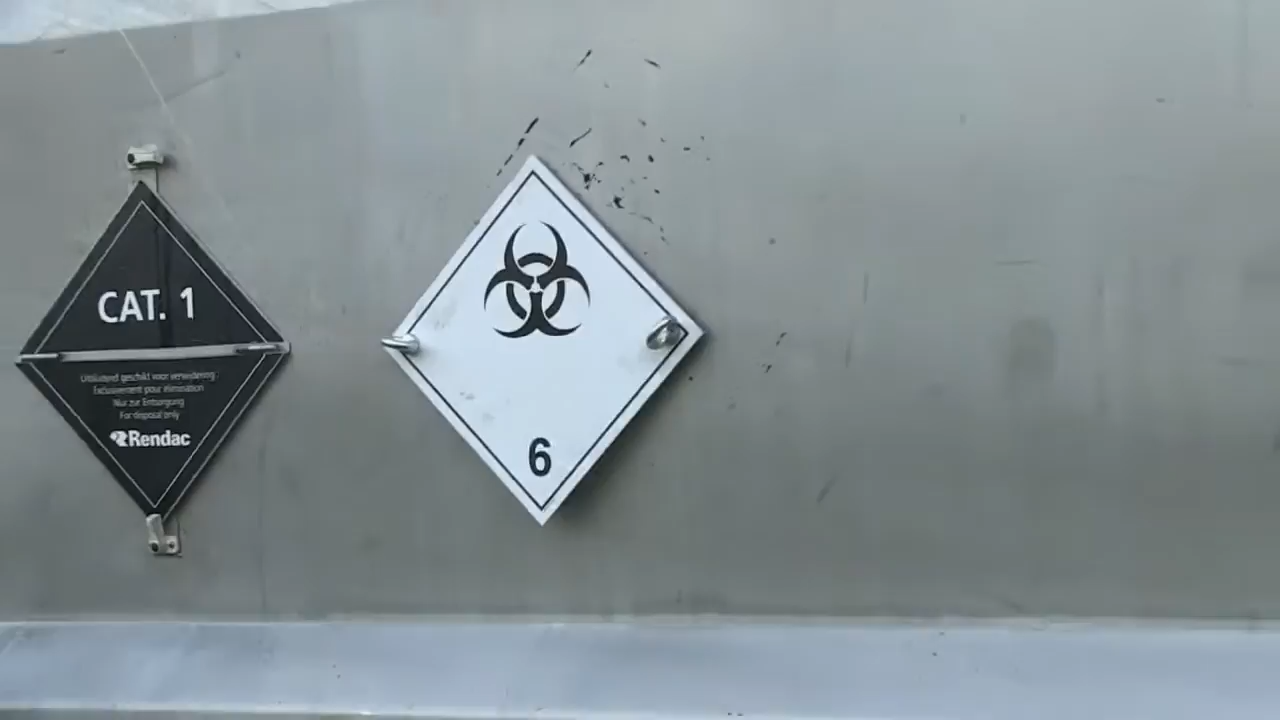 CAT. 1
Uitsluitend geschikt voor verwijdering
Exclusivement pour élimination
Nur zur Entsorgung
For disposal only
Rendac
6